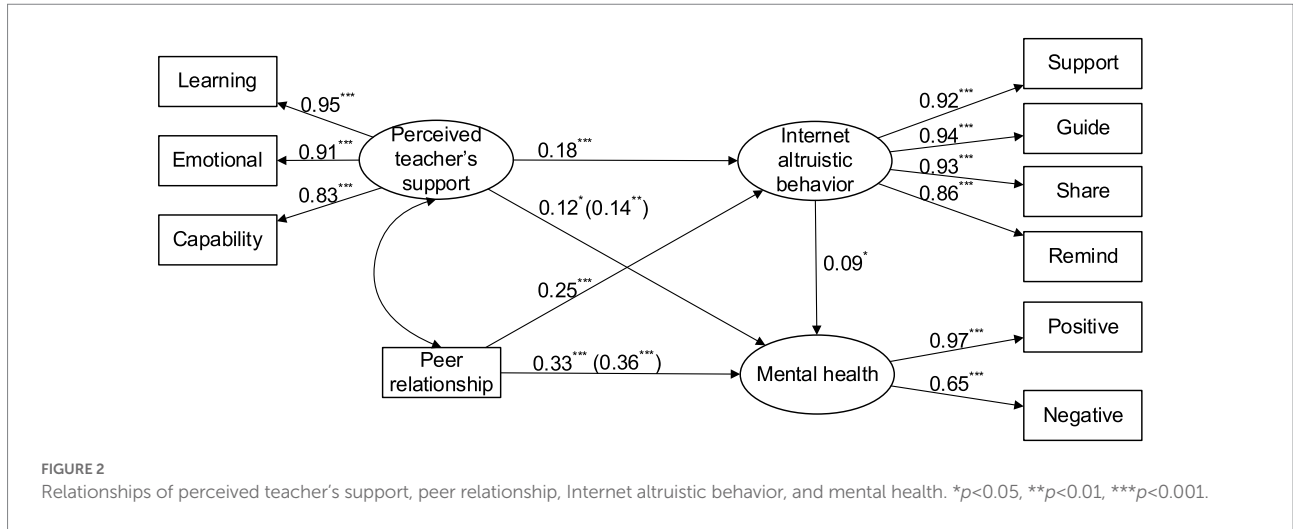 Learning
Emotional
Capability
0.95***
0.91***
0.83***
Perceived
teacher's
support
0.18***
0.12*(0.14**)
0.25***
Peer
relationship
0.33*** (0.36***)
Internet
altruistic
behavior
0.09*
Mental health
0.92***
0.94***
0.93***
0.86***
Support
Guide
Share
Remind
0.97***
0.65***
Positive
Negative
FIGURE 2
Relationships of perceived teacher's support, peer relationship, Internet altruistic behavior, and mental health. *p<0.05, **p<0.01, ***p<0.001.